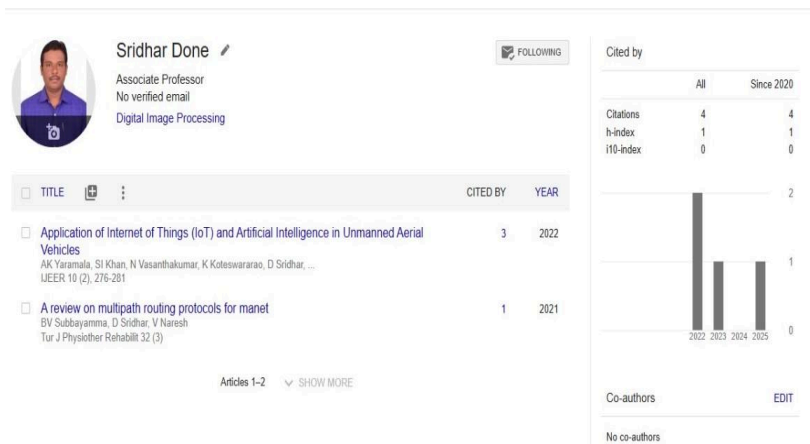 Sridhar Done
Associate Professor
No verified email
Digital Image Processing
FOLLOWING
TITLE
CITED BY
YEAR
Application of Internet of Things (IoT) and Artificial Intelligence in Unmanned Aerial
Vehicles
3
2022
AK Yaramala, SI Khan, N Vasanthakumar, K Koteswararao, D Sridhar, ...
IJEER 10 (2), 276-281
A review on multipath routing protocols for manet
1
2021
BV Subbayamma, D Sridhar, V Naresh
Tur J Physiother Rehabilit 32 (3)
Articles 1–2
SHOW MORE
Cited by
All
Since 2020
Citations
4
4
h-index
1
1
i10-index
0
0
2
1
0
2022 2023 2024 2025
Co-authors
EDIT
No co-authors